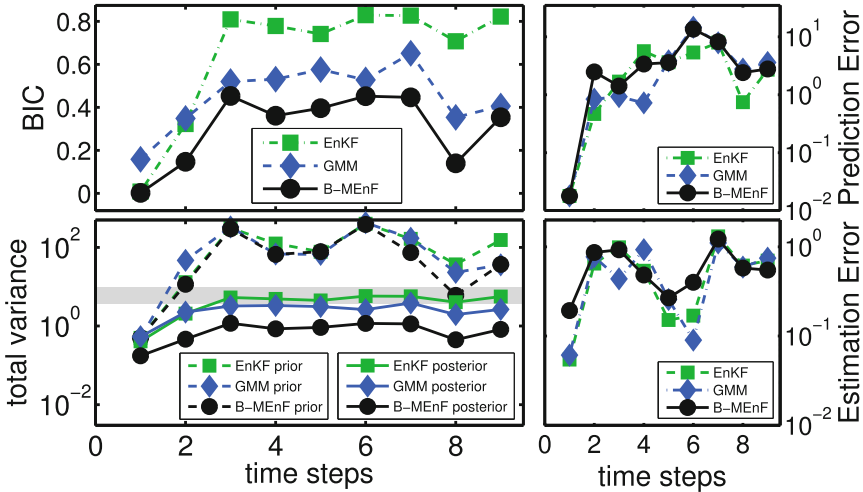 BIC
0.8
0.6
0.4
0.2
0
EnKF
GMM
B-MEnF
Prediction Error
10^1
10^0
10^-1
10^-2
EnKF
GMM
B-MEnF
total variance
10^2
10^0
10^-2
EnKF prior
GMM prior
B-MEnF prior
EnKF posterior
GMM posterior
B-MEnF posterior
0 2 4 6 8
time steps
Estimation Error
10^0
10^-1
10^-2
EnKF
GMM
B-MEnF
0 2 4 6 8
time steps